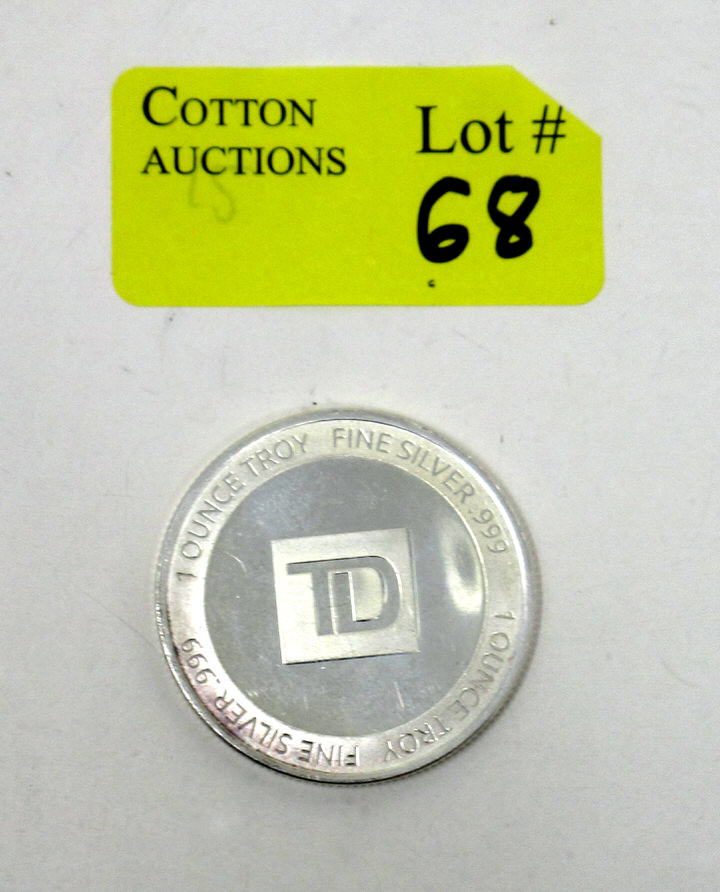 COTTON
AUCTIONS
Lot #
68
1 OUNCE TROY FINE SILVER .999
1 OUNCE TROY FINE SILVER .999
TD